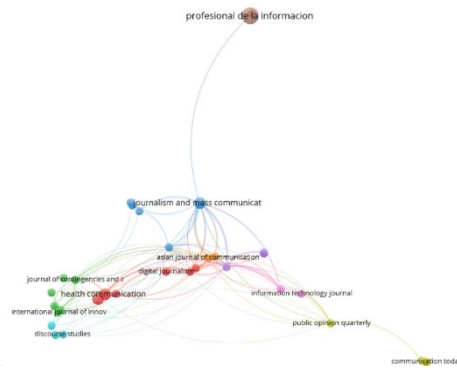 profesional de la informacion
journalism and mass communicat
asian journal of communication
digital journalism
journal of contingencies and c
health communication
information technology journal
international journal of innov
public opinion quarterly
discourse studies
communication toda